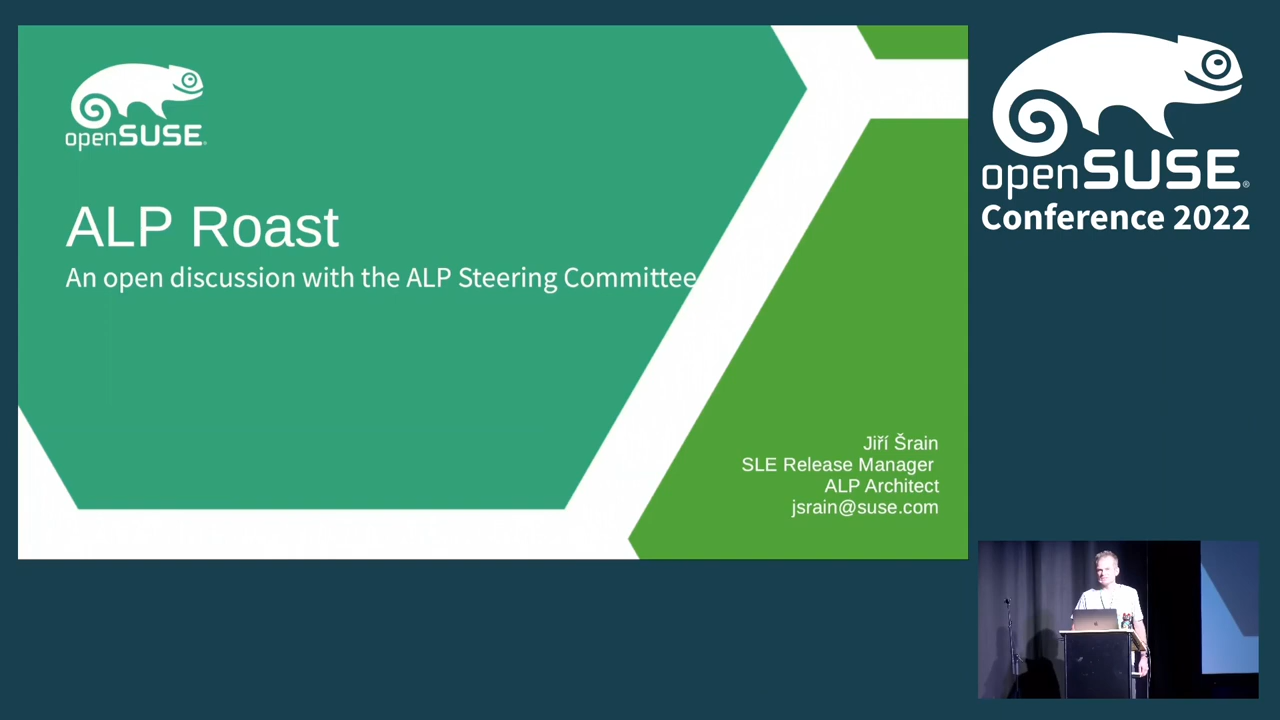 openSUSE
ALP Roast
An open discussion with the ALP Steering Committee
Jiří Šrain
SLE Release Manager
ALP Architect
jsrain@suse.com
openSUSE®
Conference 2022